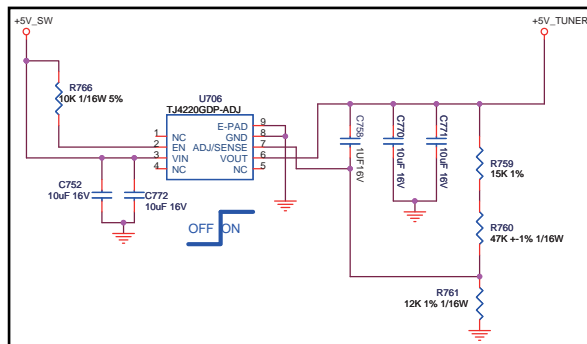 +5V_SW
+5V_TUNER
R766
10K 1/16W 5%
U706
TJ4220GDP-ADJ
1 NC
2 EN
3 VIN
4 NC
E-PAD 9
GND 8
ADJ/SENSE 7
VOUT 6
NC 5
C752
10uF 16V
C772
10uF 16V
OFF ON
C758
1UF16V
C770
10uF 16V
C771
10uF 16V
R759
15K 1%
R760
47K +-1% 1/16W
R761
12K 1% 1/16W